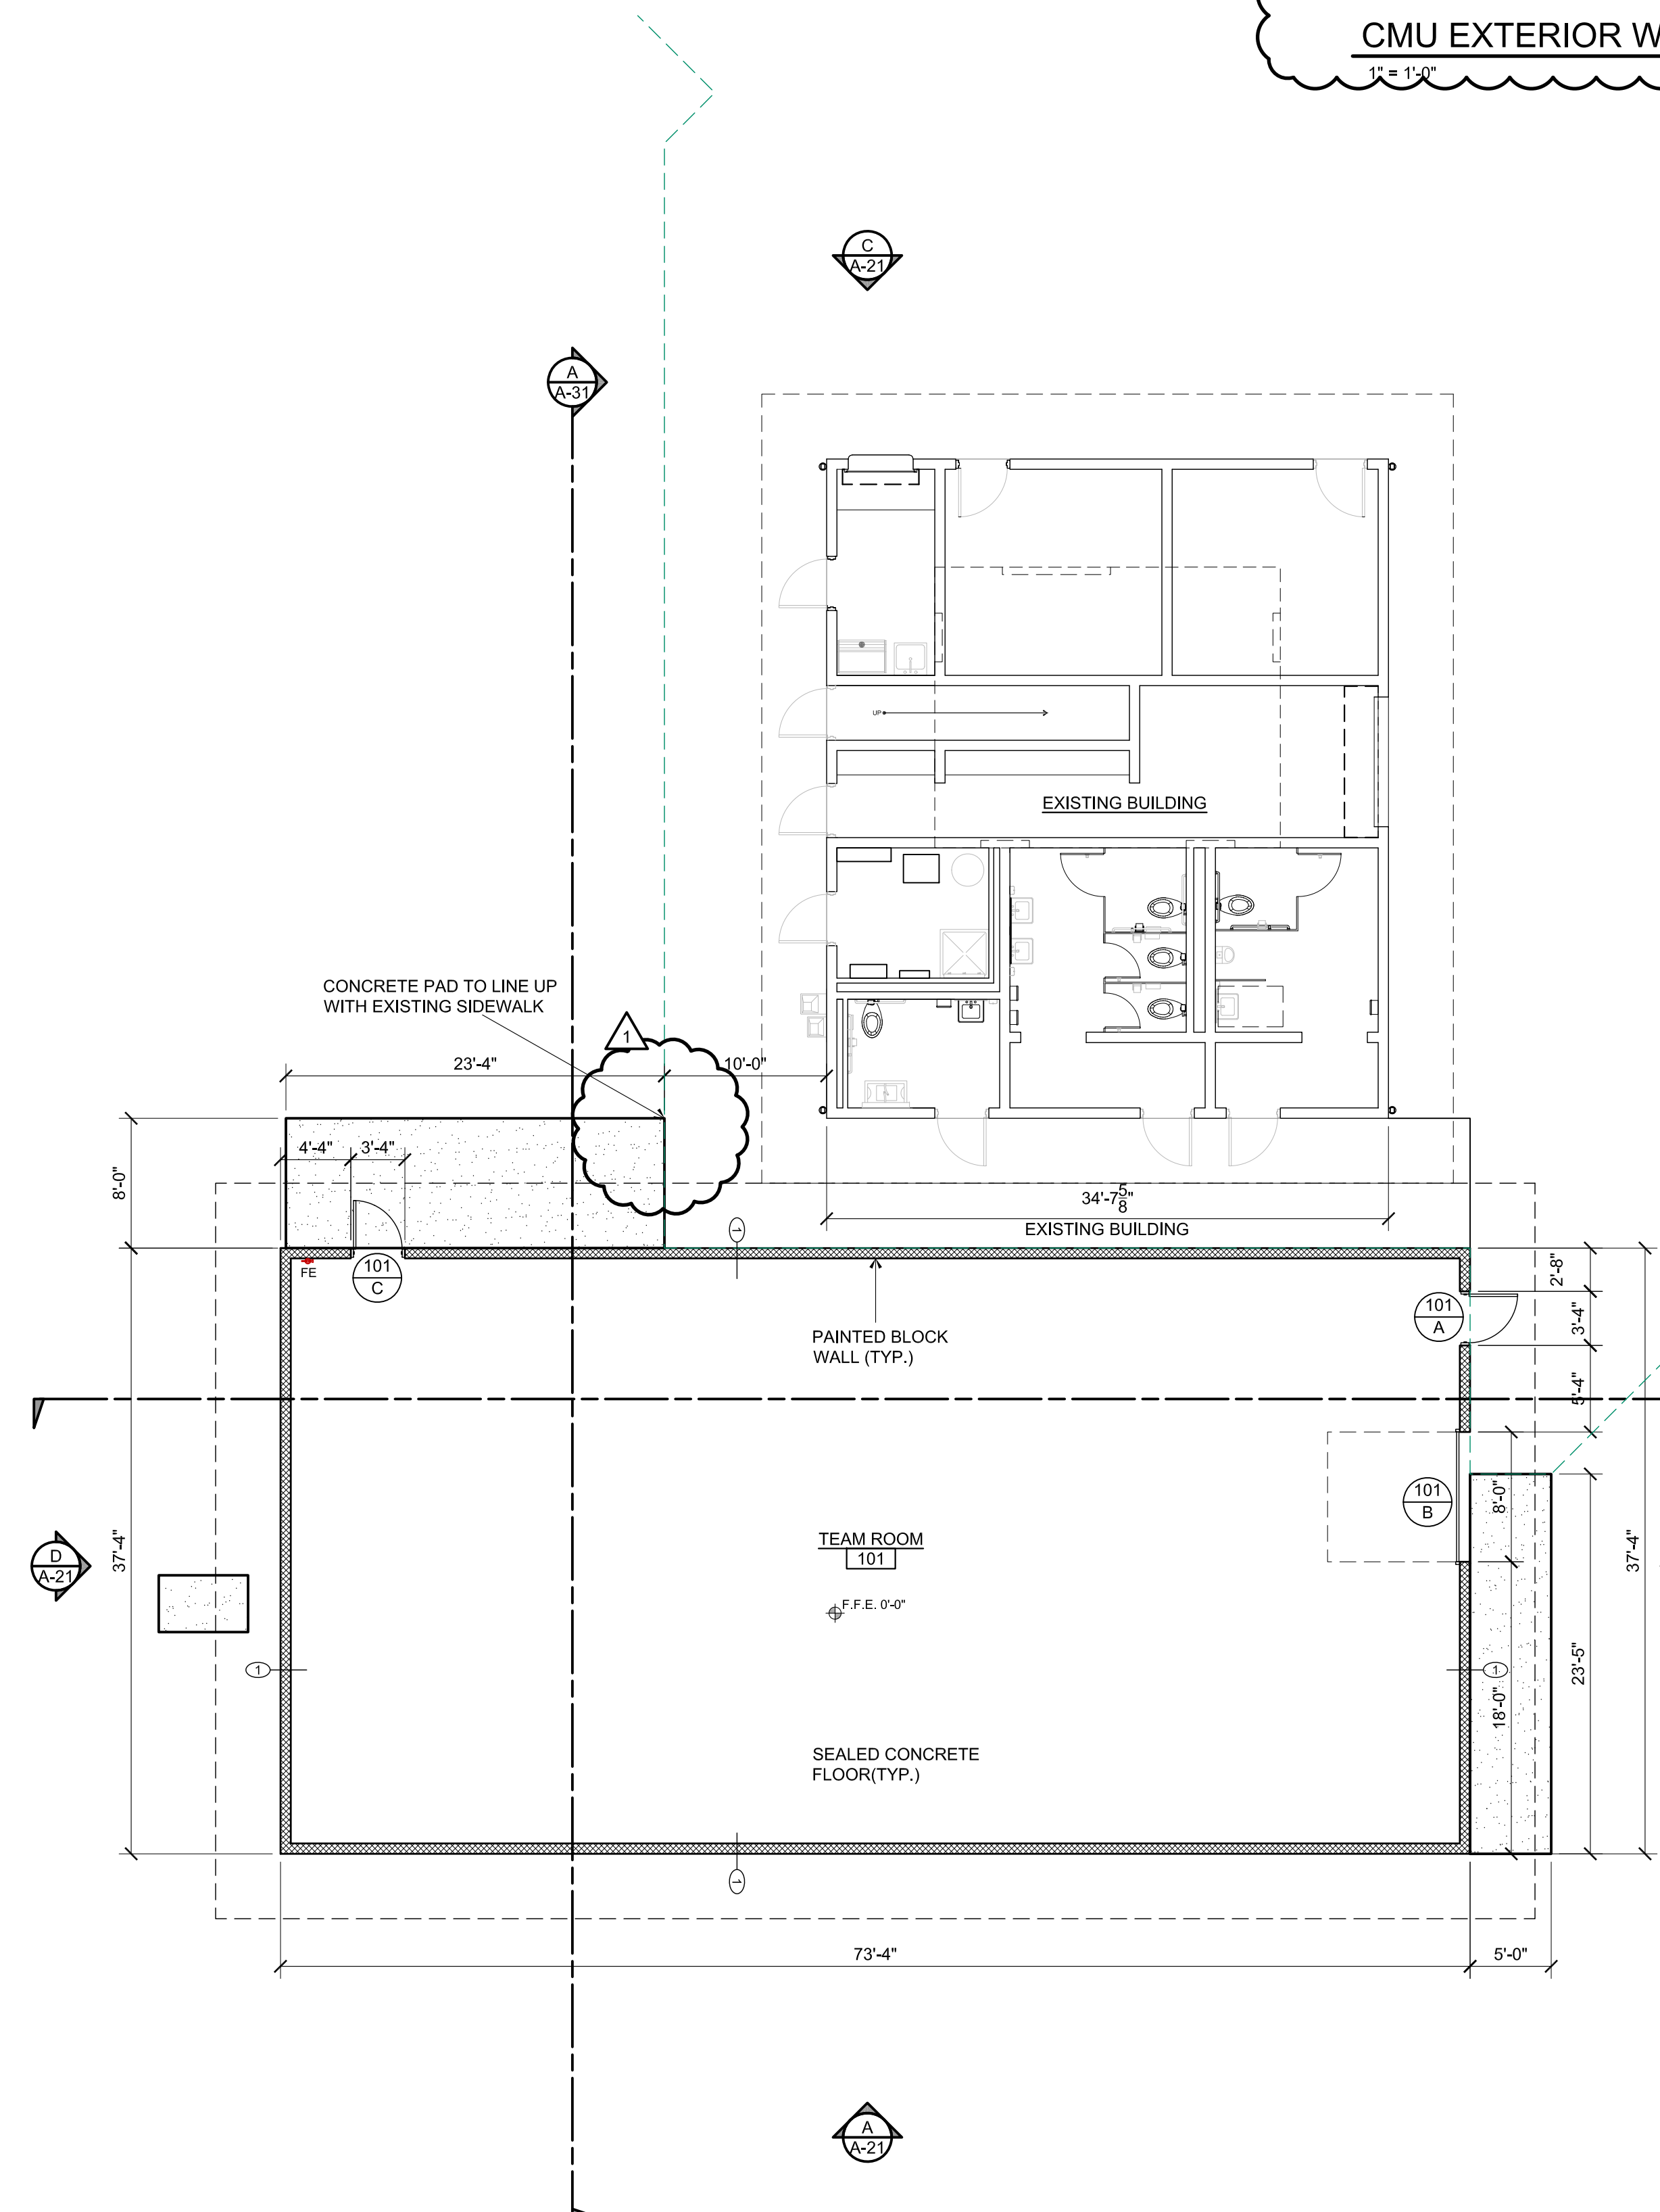 CMU EXTERIOR W
1" = 1'-0"
C
A-21
A
A-31
UP
EXISTING BUILDING
CONCRETE PAD TO LINE UP
WITH EXISTING SIDEWALK
1
23'-4"
10'-0"
4'-4"
3'-4"
8'-0"
34'-7 5/8"
EXISTING BUILDING
1
FE
101
C
2'-8"
101
A
3'-4"
PAINTED BLOCK
WALL (TYP.)
5'-4"
101
B
8'-0"
37'-4"
37'-4"
TEAM ROOM
101
D
A-21
F.F.E. 0'-0"
1
1
23'-5"
18'-0"
SEALED CONCRETE
FLOOR(TYP.)
1
73'-4"
5'-0"
A
A-21